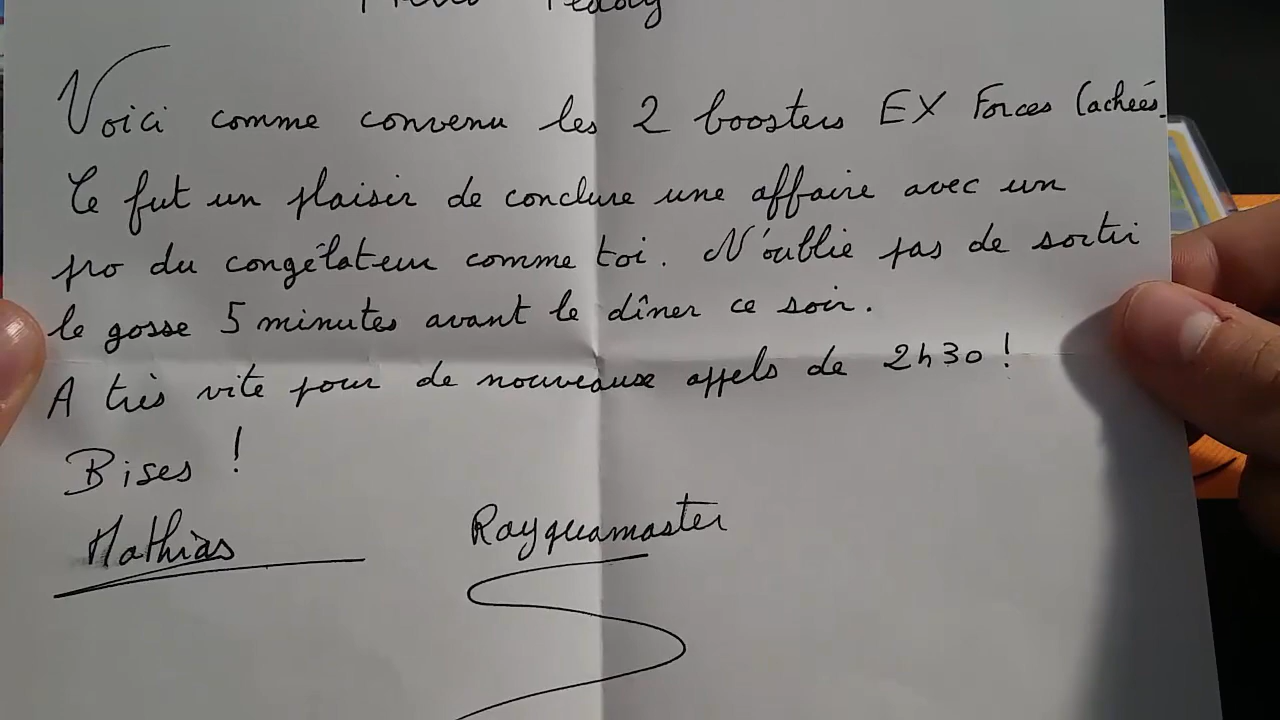 Hello Teddy
Voici comme convenu les 2 boosters EX Forces Cachées.
Ce fut un plaisir de conclure une affaire avec un
pro du congélateur comme toi. N'oublie pas de sortir
le gosse 5 minutes avant le dîner ce soir.
A très vite pour de nouveaux appels de 2h30 !
Bises !
Mathias
Rayquamaster